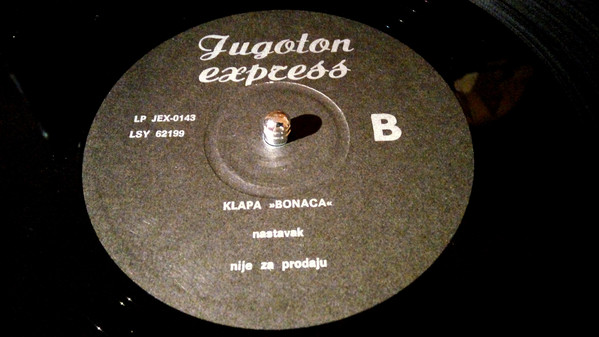 Jugoton
express
LP JEX-0143
LSY 62199
B
KLAPA »BONACA«
nastavak
nije za prodaju